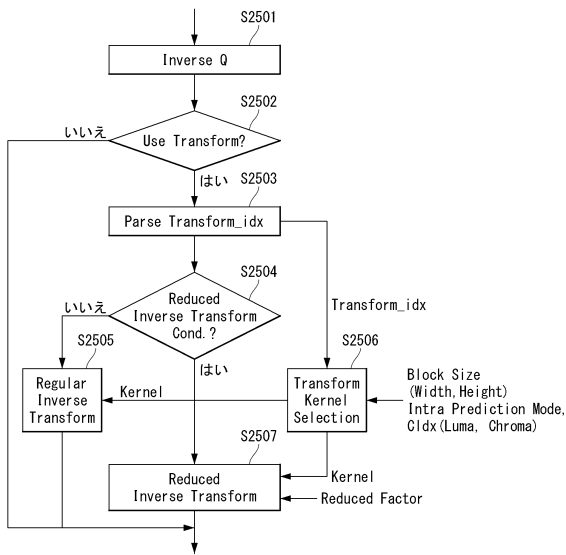 S2501
Inverse Q
S2502
いいえ
Use Transform?
はい
S2503
Parse Transform_idx
S2504
いいえ
Reduced
Inverse Transform
Cond.?
Transform_idx
S2505
はい
S2506
Regular
Inverse
Transform
Kernel
Transform
Kernel
Selection
Block Size
(Width,Height)
Intra Prediction Mode,
CIdx(Luma, Chroma)
S2507
Reduced
Inverse Transform
Kernel
Reduced Factor